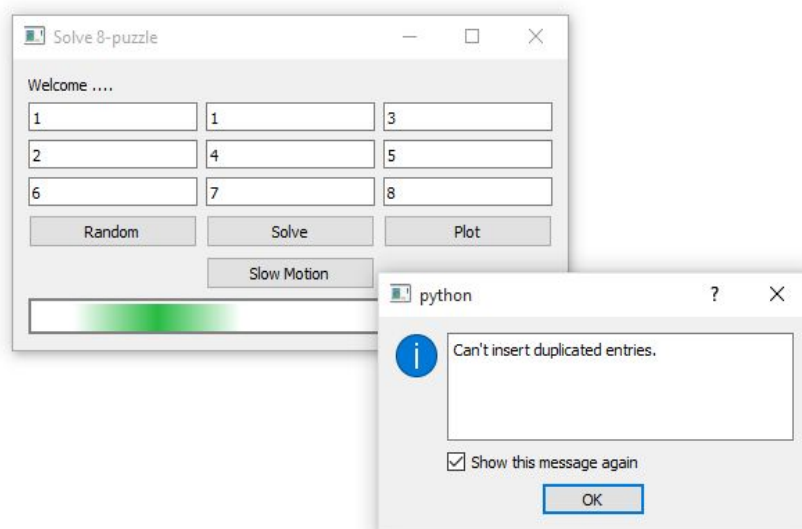 Solve 8-puzzle
Welcome ....
1 1 3
2 4 5
6 7 8
Random Solve Plot
Slow Motion
python ?
Can't insert duplicated entries.
Show this message again
OK